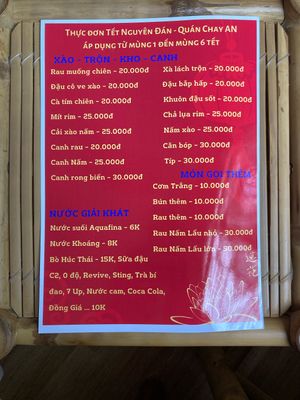 THỰC ĐƠN TẾT NGUYÊN ĐÁN - QUÁN CHAY AN
ÁP DỤNG TỪ MÙNG 1 ĐẾN MÙNG 6 TẾT
XÀO - TRỘN - KHO - CANH
Rau muống chiên - 20.000đ
Đậu cô ve xào - 20.000đ
Cà tím chiên - 20.000đ
Mít rim - 25.000đ
Cải xào nấm - 25.000đ
Canh rau - 20.000đ
Canh Nấm - 25.000đ
Canh rong biển - 30.000đ
Xà lách trộn - 20.000đ
Đậu bắp hấp - 20.000đ
Khuôn đậu sốt - 20.000đ
Chả lụa rim - 25.000đ
Nấm xào - 25.000đ
Căn bóp - 30.000đ
Típ - 30.000đ
MÓN GỌI THÊM
Cơm Trắng - 10.000đ
Bún thêm - 10.000đ
Rau thêm - 10.000đ
Rau Nấm Lẩu nhỏ - 30.000đ
Rau Nấm Lẩu lớn - 50.000đ
NƯỚC GIẢI KHÁT
Nước suối Aquafina - 6K
Nước Khoáng - 8K
Bò Húc Thái - 15K, Sữa đậu
C2, 0 độ, Revive, Sting, Trà bí
đao, 7 Up, Nước cam, Coca Cola,
Đồng Giá ... 10K